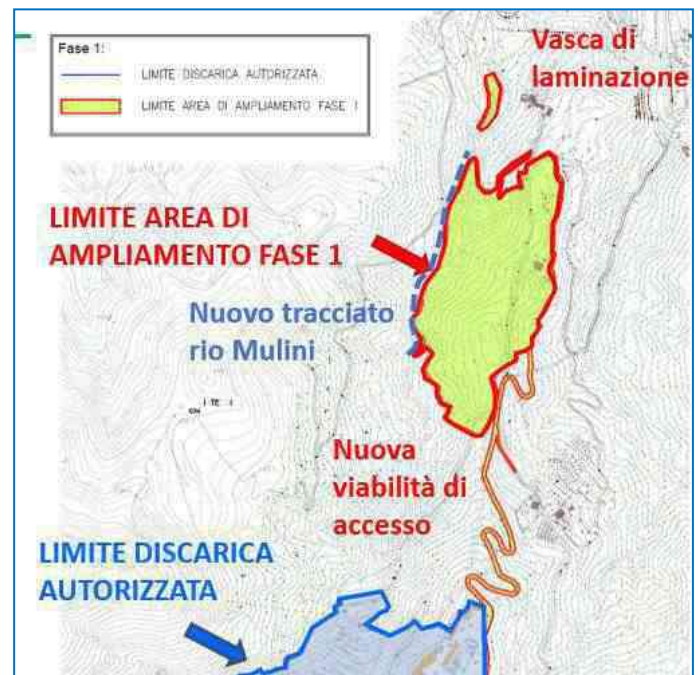 Fase 1:
LIMITE DISCARICA AUTORIZZATA
LIMITE AREA DI AMPLIAMENTO FASE 1
Vasca di
laminazione
LIMITE AREA DI
AMPLIAMENTO FASE 1
Nuovo tracciato
rio Mulini
Nuova
viabilità di
accesso
LIMITE DISCARICA
AUTORIZZATA